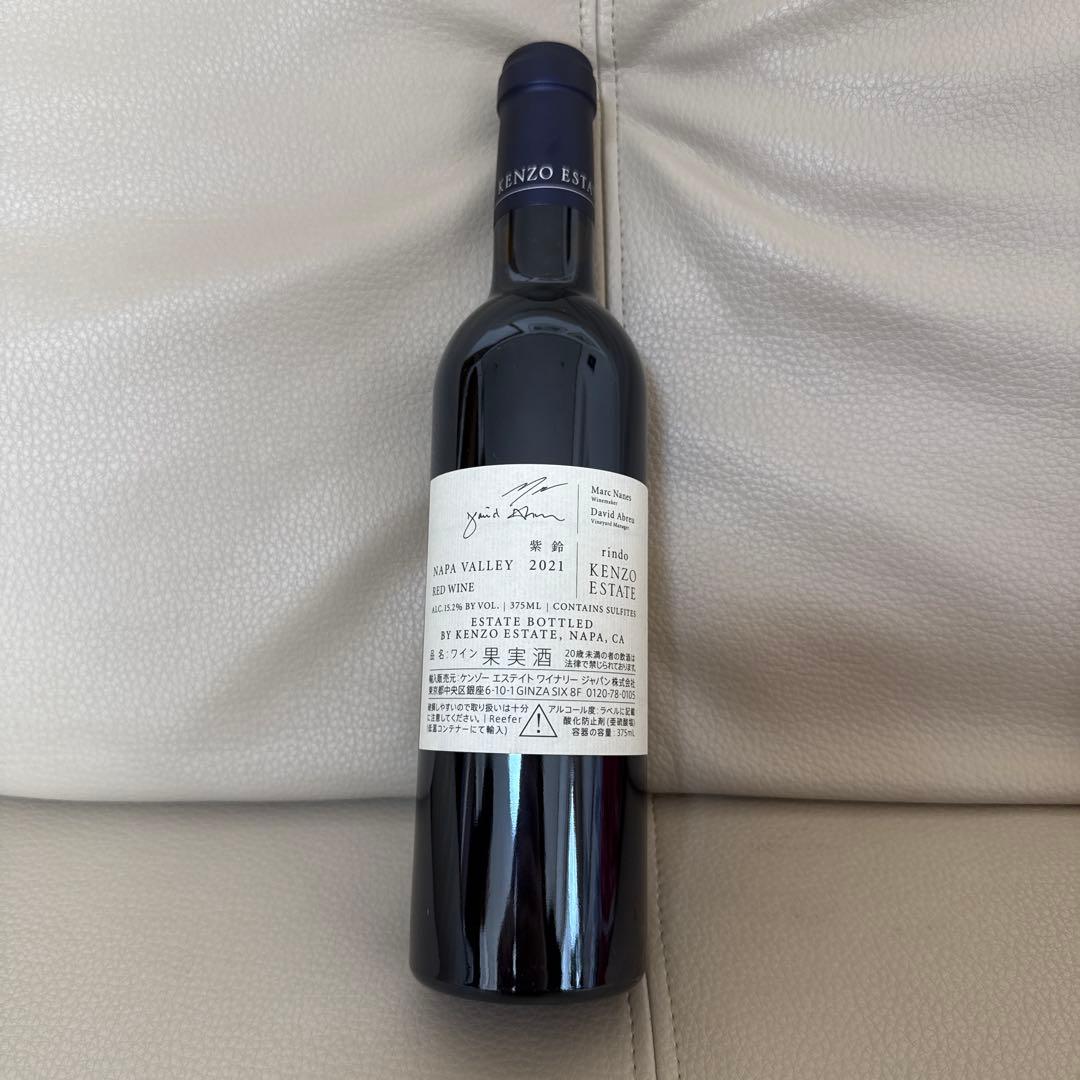 KENZO ESTA
Marc Nanes
Winemaker
David Abreu
Vineyard Manager
紫鈴
NAPA VALLEY 2021
RED WINE
rindo
KENZO
ESTATE
ALC.15.2% BY VOL. | 375ML | CONTAINS SULFITES
ESTATE BOTTLED
BY KENZO ESTATE, NAPA, CA
品名:ワイン 果実酒
20歳未満の者の飲酒は
法律で禁じられております。
輸入販売元:ケンゾー エステイト ワイナリー ジャパン株式会社
東京都中央区銀座6-10-1 GINZA SIX 8F 0120-78-0105
破損しやすいので取り扱いは十分
に注意してください。| Reefer
(低温コンテナーにて輸入)
アルコール度:ラベルに記載
酸化防止剤(亜硫酸塩)
容器の容量:375mL